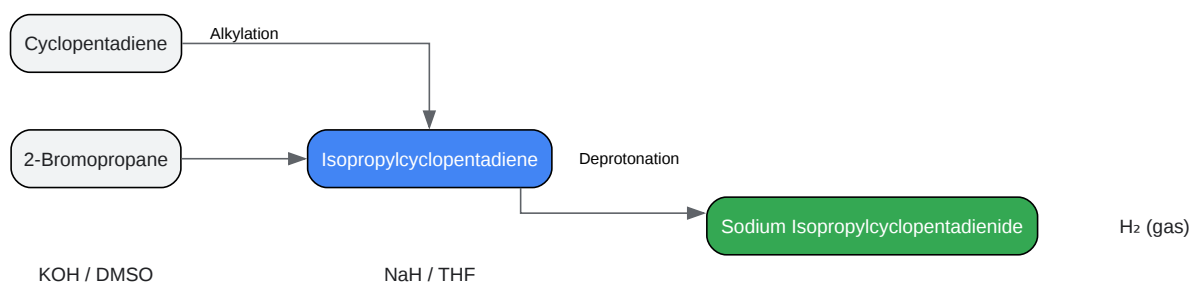 Cyclopentadiene
Alkylation
2-Bromopropane
Isopropylcyclopentadiene
Deprotonation
Sodium Isopropylcyclopentadienide
H₂ (gas)
KOH / DMSO
NaH / THF